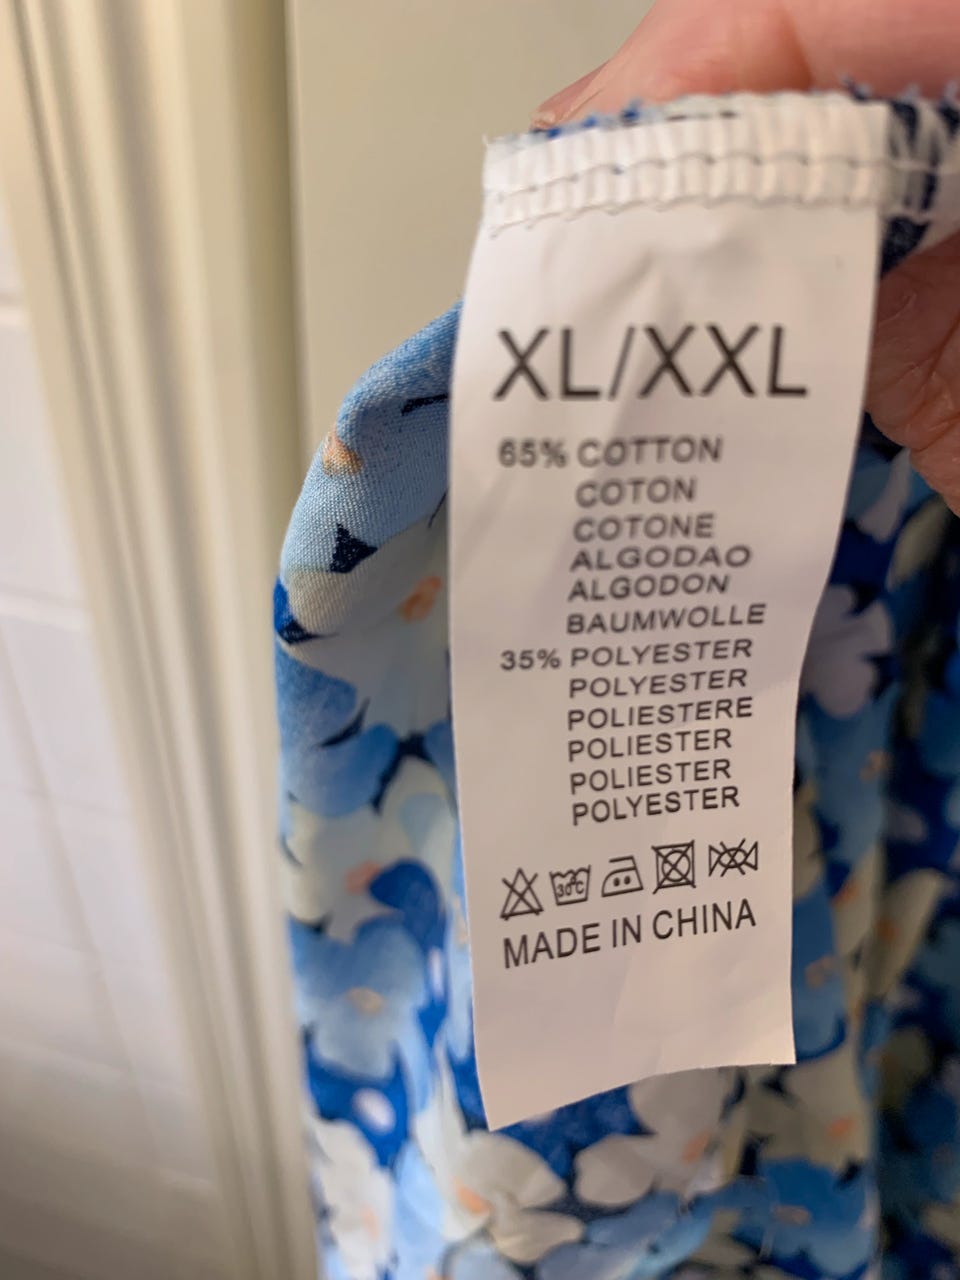 XL/XXL
65% COTTON
COTON
COTONE
ALGODAO
ALGODON
BAUMWOLLE
35% POLYESTER
POLYESTER
POLIESTERE
POLIESTER
POLIESTER
POLYESTER
30°C
MADE IN CHINA